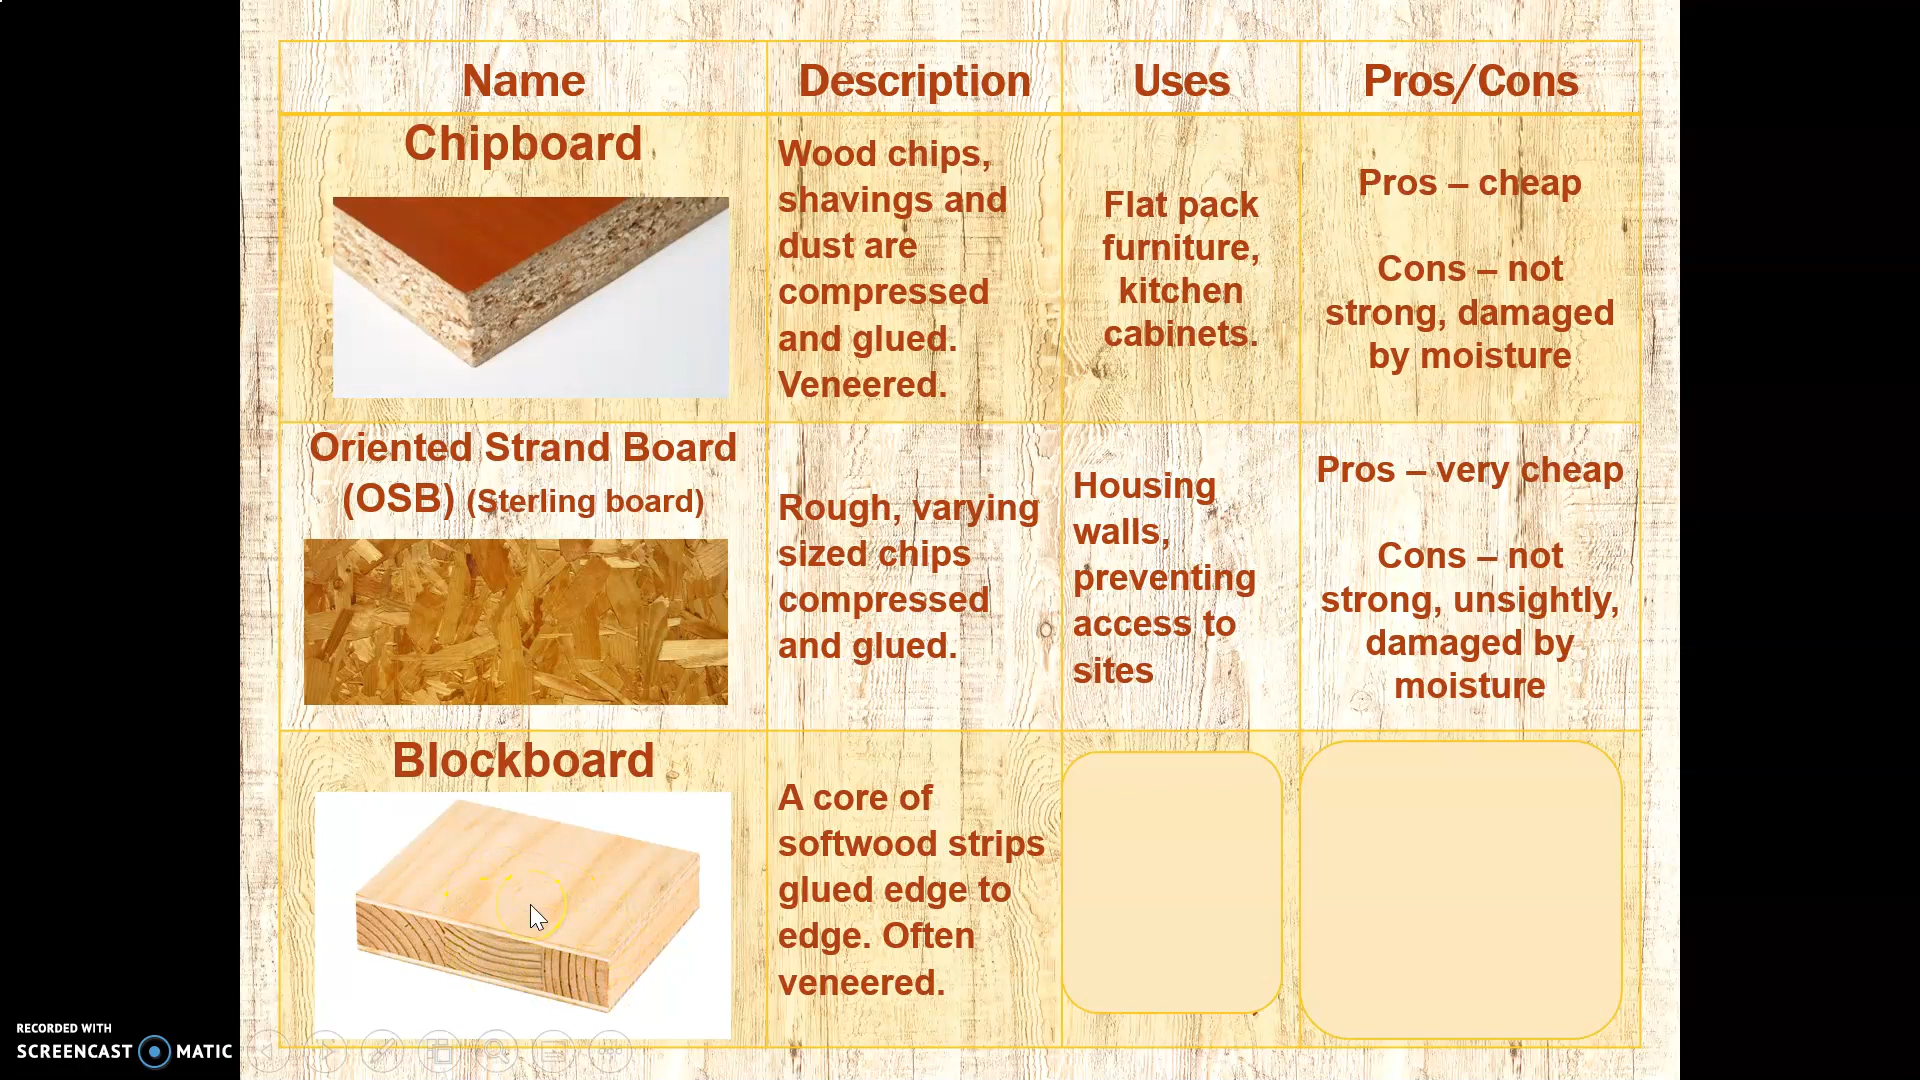 Name
Description
Uses
Pros/Cons
Chipboard
Wood chips,
shavings and
dust are
compressed
and glued.
Veneered.
Flat pack
furniture,
kitchen
cabinets.
Pros – cheap
Cons – not
strong, damaged
by moisture
Oriented Strand Board
(OSB) (Sterling board)
Rough, varying
sized chips
compressed
and glued.
Housing
walls,
preventing
access to
sites
Pros – very cheap
Cons – not
strong, unsightly,
damaged by
moisture
Blockboard
A core of
softwood strips
glued edge to
edge. Often
veneered.
RECORDED WITH
SCREENCAST MATIC